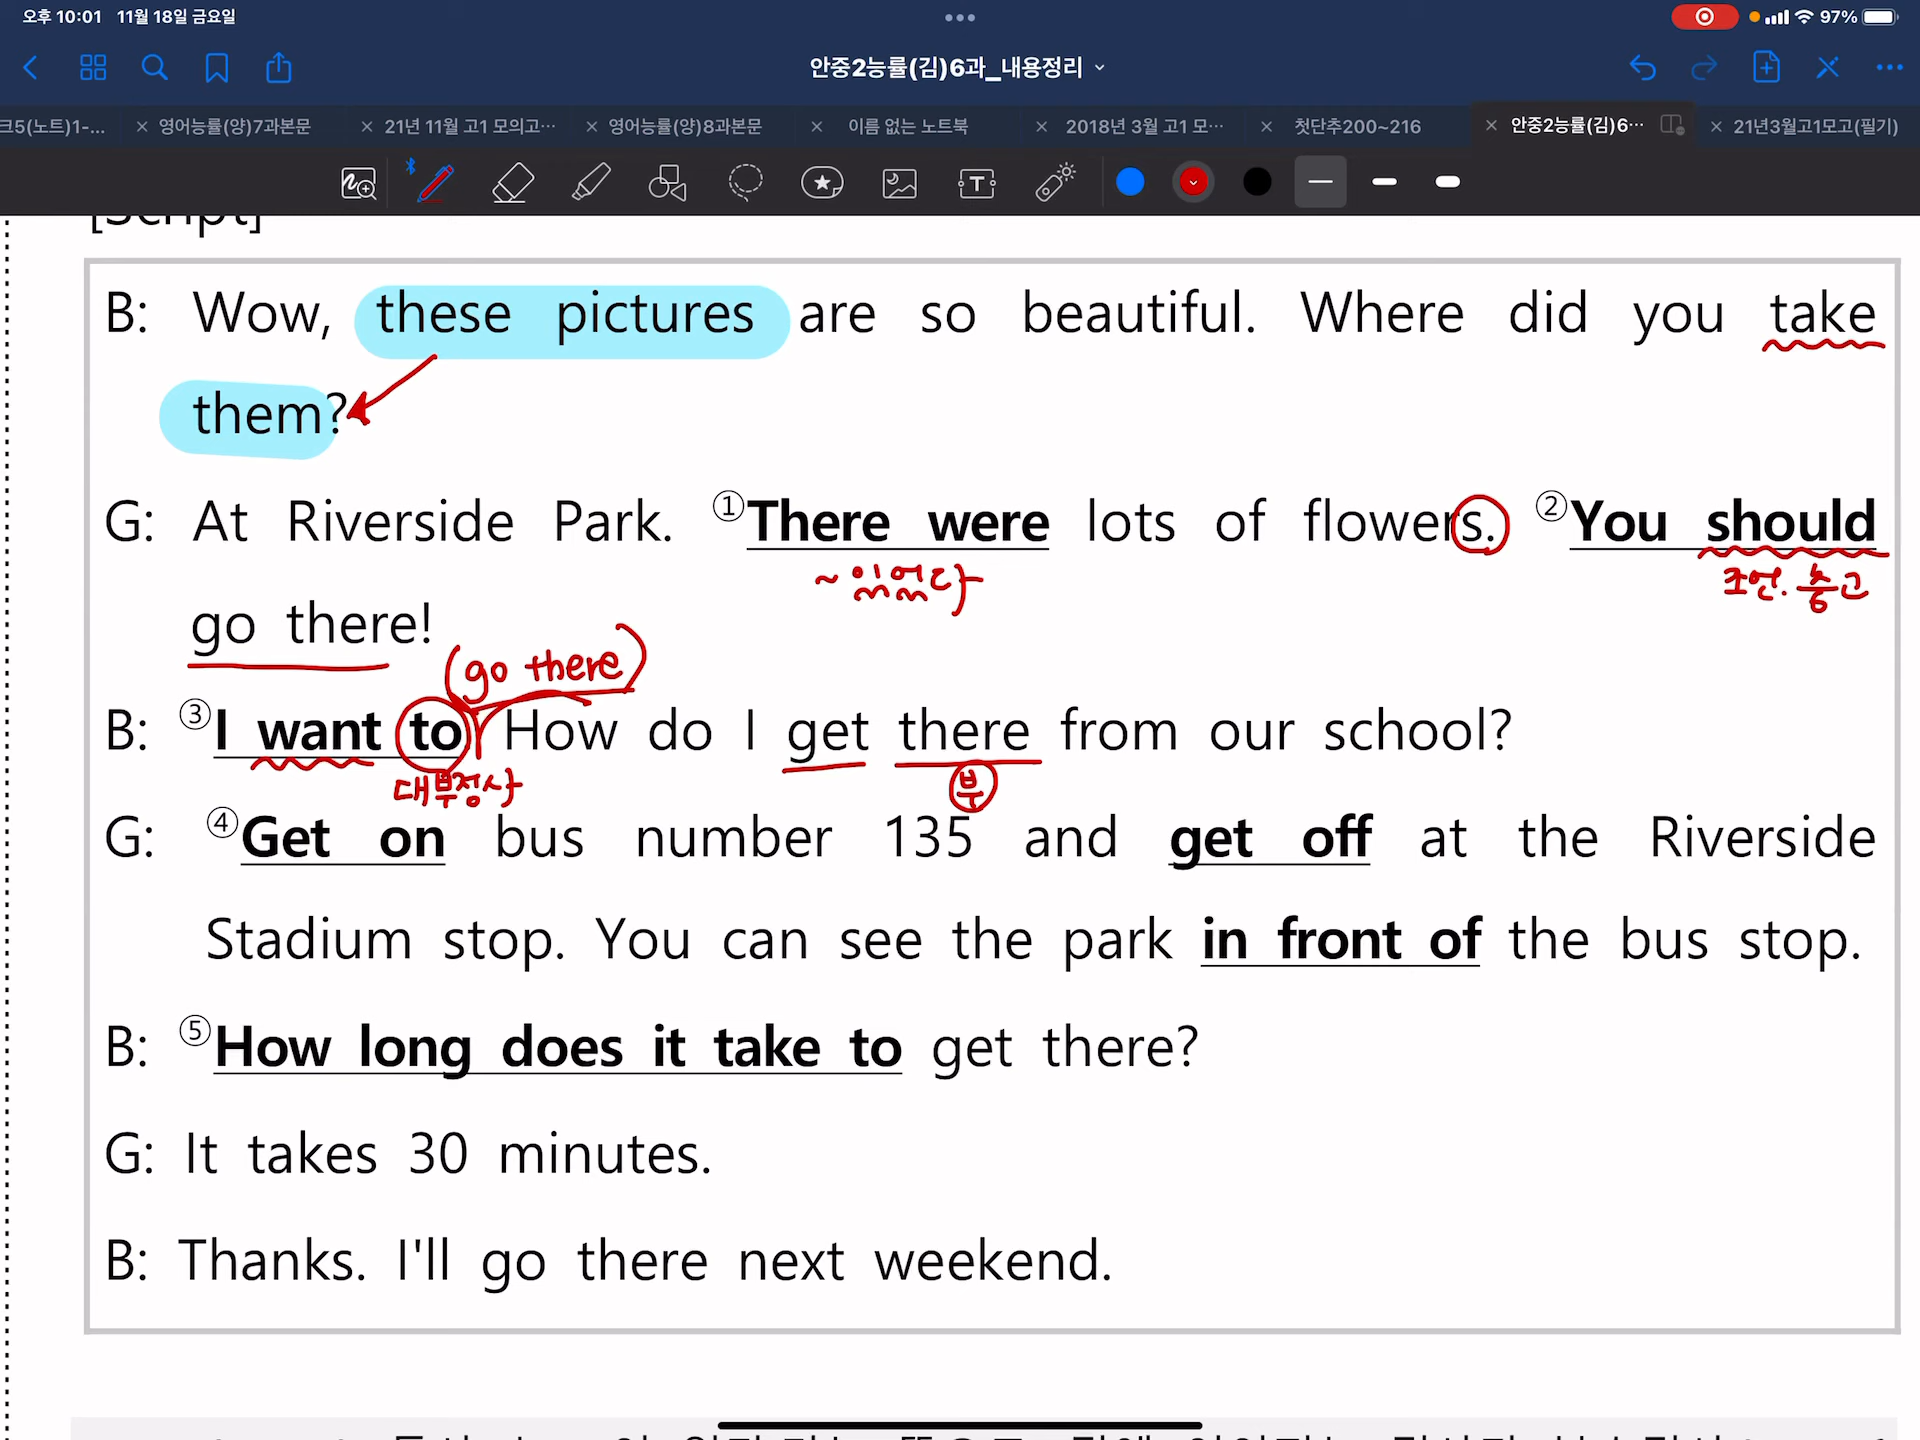 오후 10:01 11월 18일 금요일
97%
안중2능률(김)6과_내용정리
크5(노트)1-... 영어능률(양)7과본문 21년 11월 고1 모의고… 영어능률(양)8과본문 이름 없는 노트북 2018년 3월 고1 모… 첫단추200~216 안중2능률(김)6… 21년3월고1모고(필기)
[Script]
B: Wow, these pictures are so beautiful. Where did you take
them?
G: At Riverside Park. ①There were lots of flowers. ②You should
~있었다 조언.충고
go there!
(go there)
B: ③I want to. How do I get there from our school?
대부정사 부
G: ④Get on bus number 135 and get off at the Riverside
Stadium stop. You can see the park in front of the bus stop.
B: ⑤How long does it take to get there?
G: It takes 30 minutes.
B: Thanks. I'll go there next weekend.